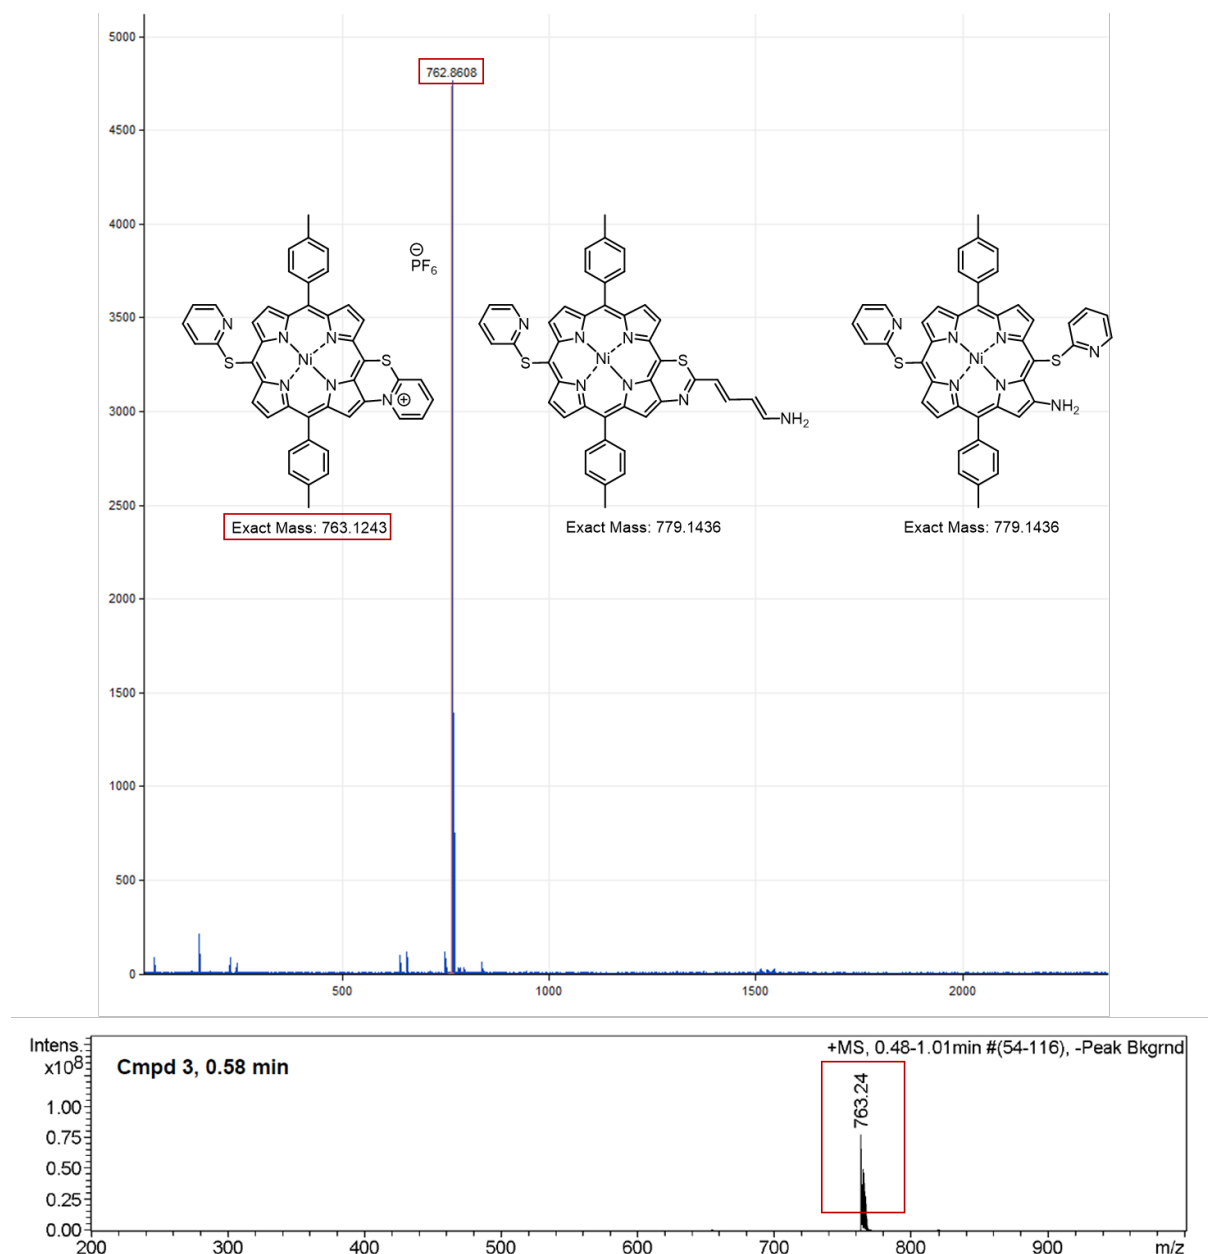 5000
762.8608
4500
4000
⊖
PF6
3500
N
N N
N N
N N
S Ni S
S Ni S
S Ni S
N N
N N
N N
N
3000
N ⊕
N
NH2
NH2
2500
Exact Mass: 763.1243
Exact Mass: 779.1436
Exact Mass: 779.1436
2000
1500
1000
500
0
500 1000 1500 2000
Intens.
x10^8
Cmpd 3, 0.58 min
+MS, 0.48-1.01min #(54-116), -Peak Bkgrnd
763.24
1.00
0.75
0.50
0.25
0.00
200 300 400 500 600 700 800 900 m/z